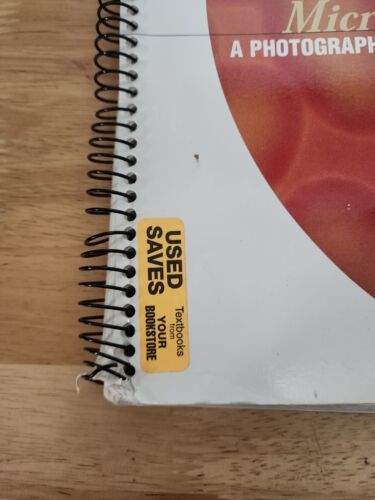 Micr
A PHOTOGRAPH
USED
SAVES
Textbooks
from
YOUR
BOOKSTORE